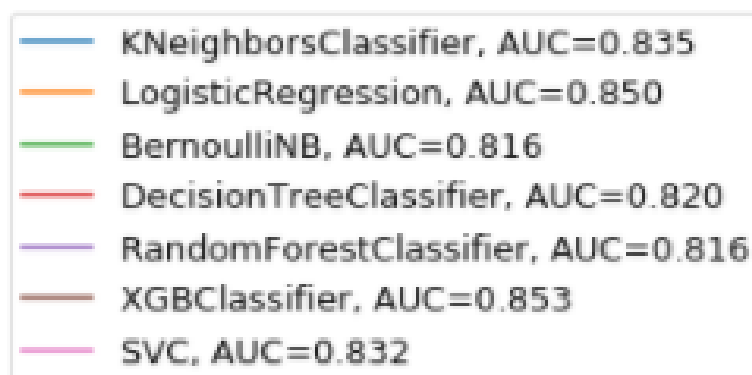 KNeighborsClassifier, AUC=0.835
LogisticRegression, AUC=0.850
BernoulliNB, AUC=0.816
DecisionTreeClassifier, AUC=0.820
RandomForestClassifier, AUC=0.816
XGBClassifier, AUC=0.853
SVC, AUC=0.832